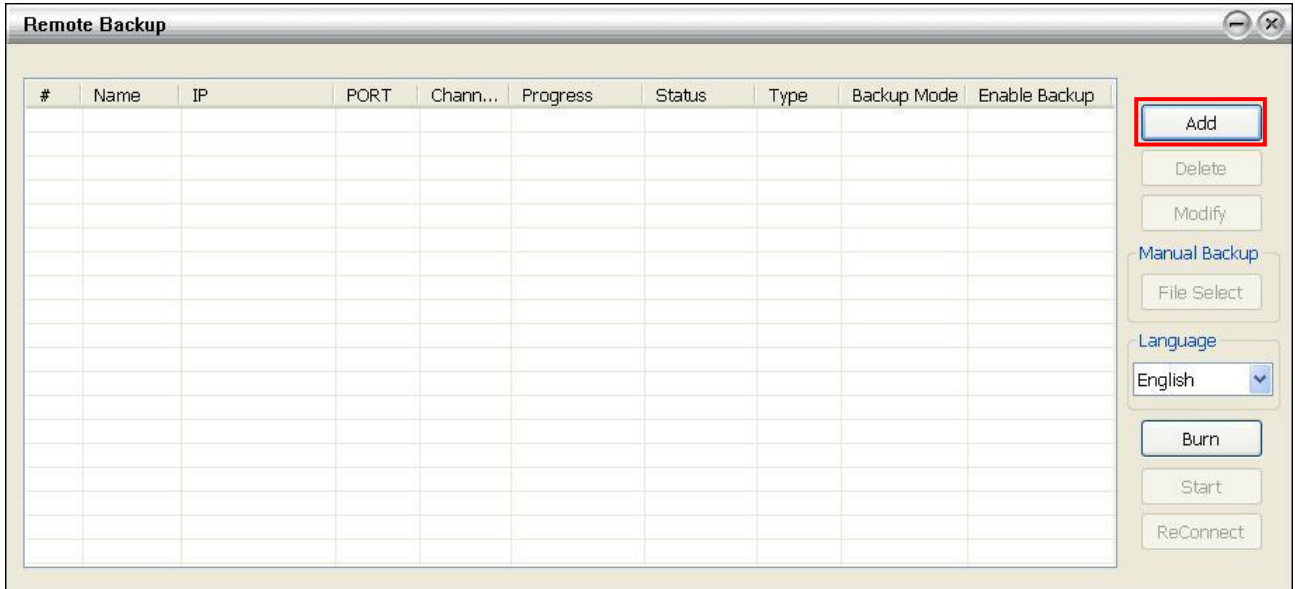 Remote Backup
# Name IP PORT Chann... Progress Status Type Backup Mode Enable Backup
Add
Delete
Modify
Manual Backup
File Select
Language
English
Burn
Start
ReConnect